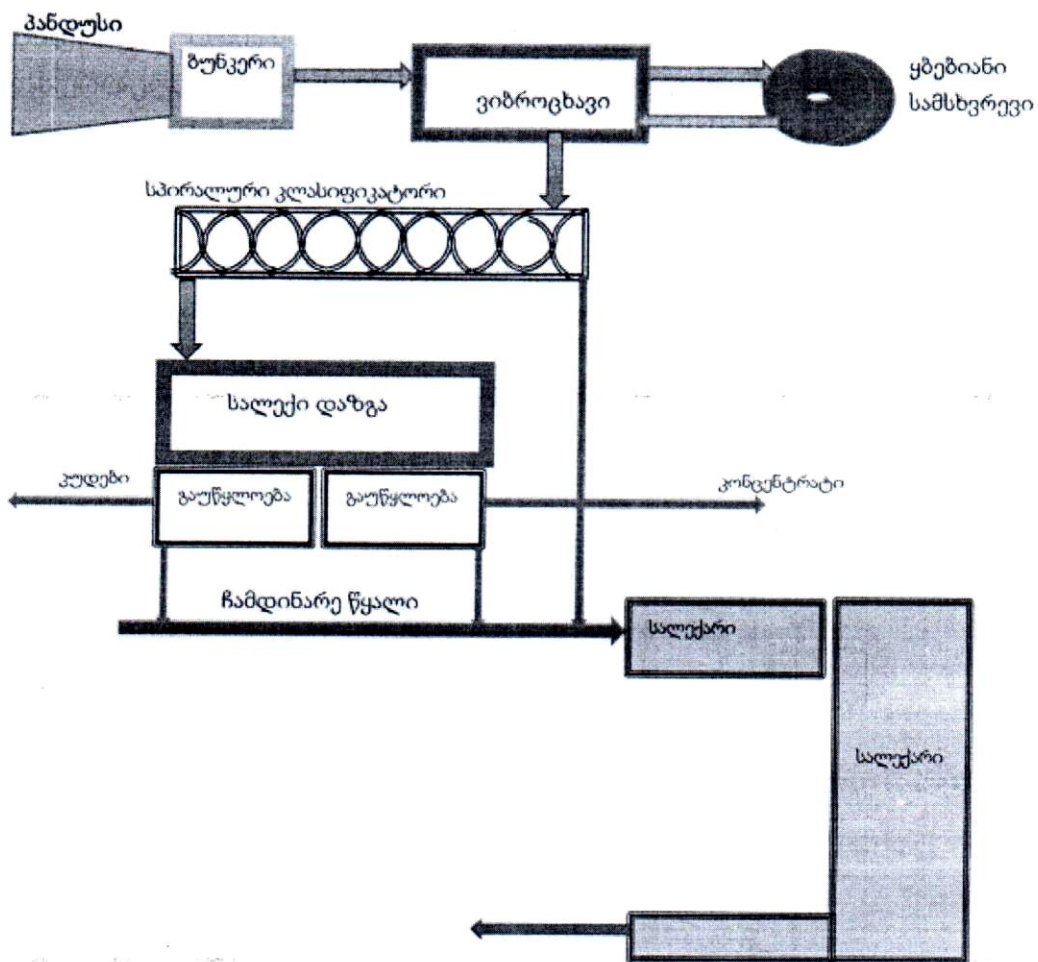 პანდუსი
ბუნკერი
ვიბროცხავი
ყბებიანი
სამსხვრევი
სპირალური კლასიფიკატორი
სალექი დაზგა
კუდები
გაუწყლოება
გაუწყლოება
კონცენტრატი
ჩამდინარე წყალი
სალექარი
სალექარი